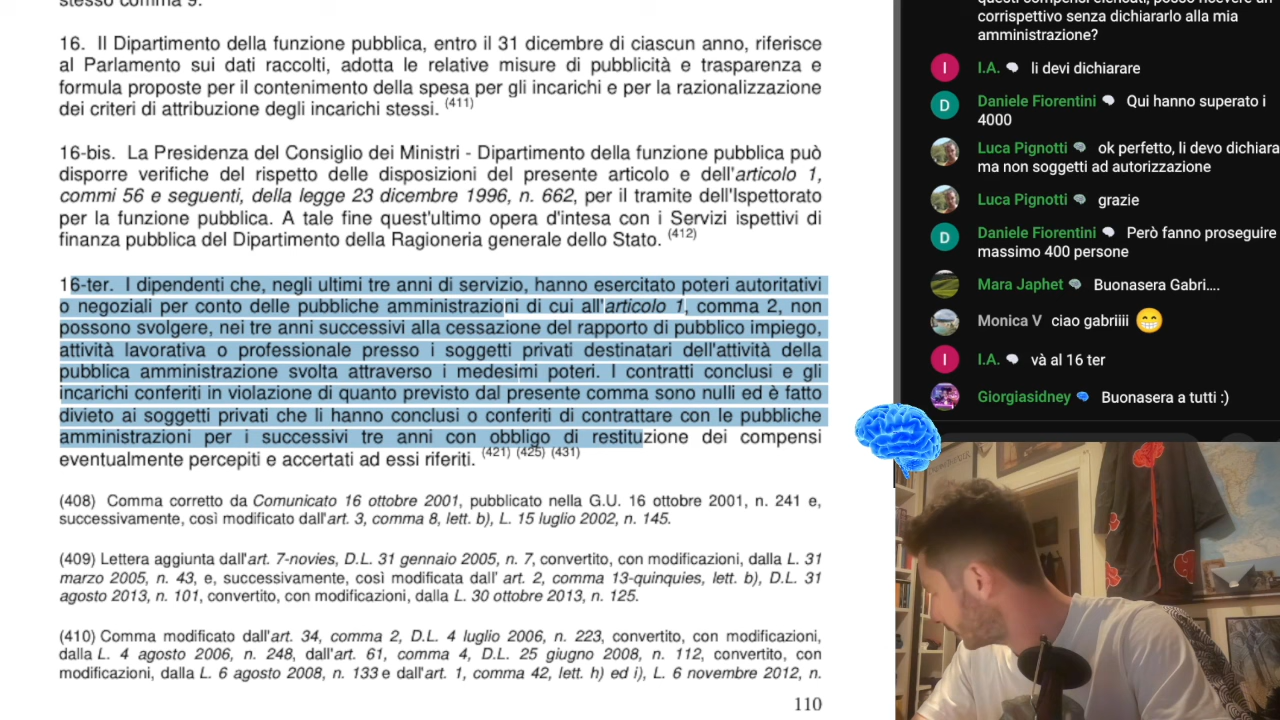 stesso comma 9.
16. Il Dipartimento della funzione pubblica, entro il 31 dicembre di ciascun anno, riferisce
al Parlamento sui dati raccolti, adotta le relative misure di pubblicità e trasparenza e
formula proposte per il contenimento della spesa per gli incarichi e per la razionalizzazione
dei criteri di attribuzione degli incarichi stessi. (411)
16-bis. La Presidenza del Consiglio dei Ministri - Dipartimento della funzione pubblica può
disporre verifiche del rispetto delle disposizioni del presente articolo e dell'articolo 1,
commi 56 e seguenti, della legge 23 dicembre 1996, n. 662, per il tramite dell'Ispettorato
per la funzione pubblica. A tale fine quest'ultimo opera d'intesa con i Servizi ispettivi di
finanza pubblica del Dipartimento della Ragioneria generale dello Stato. (412)
16-ter. I dipendenti che, negli ultimi tre anni di servizio, hanno esercitato poteri autoritativi
o negoziali per conto delle pubbliche amministrazioni di cui all'articolo 1, comma 2, non
possono svolgere, nei tre anni successivi alla cessazione del rapporto di pubblico impiego,
attività lavorativa o professionale presso i soggetti privati destinatari dell'attività della
pubblica amministrazione svolta attraverso i medesimi poteri. I contratti conclusi e gli
incarichi conferiti in violazione di quanto previsto dal presente comma sono nulli ed è fatto
divieto ai soggetti privati che li hanno conclusi o conferiti di contrattare con le pubbliche
amministrazioni per i successivi tre anni con obbligo di restituzione dei compensi
eventualmente percepiti e accertati ad essi riferiti. (421) (425) (431)
(408) Comma corretto da Comunicato 16 ottobre 2001, pubblicato nella G.U. 16 ottobre 2001, n. 241 e,
successivamente, così modificato dall'art. 3, comma 8, lett. b), L. 15 luglio 2002, n. 145.
(409) Lettera aggiunta dall'art. 7-novies, D.L. 31 gennaio 2005, n. 7, convertito, con modificazioni, dalla L. 31
marzo 2005, n. 43, e, successivamente, così modificata dall' art. 2, comma 13-quinquies, lett. b), D.L. 31
agosto 2013, n. 101, convertito, con modificazioni, dalla L. 30 ottobre 2013, n. 125.
(410) Comma modificato dall'art. 34, comma 2, D.L. 4 luglio 2006, n. 223, convertito, con modificazioni,
dalla L. 4 agosto 2006, n. 248, dall'art. 61, comma 4, D.L. 25 giugno 2008, n. 112, convertito, con
modificazioni, dalla L. 6 agosto 2008, n. 133 e dall'art. 1, comma 42, lett. h) ed i), L. 6 novembre 2012, n.
110
questi compensi elencati, posso ricevere un
corrispettivo senza dichiararlo alla mia
amministrazione?
I I.A. li devi dichiarare
D Daniele Fiorentini Qui hanno superato i
4000
Luca Pignotti ok perfetto, li devo dichiara
ma non soggetti ad autorizzazione
Luca Pignotti grazie
D Daniele Fiorentini Però fanno proseguire
massimo 400 persone
Mara Japhet Buonasera Gabri....
Monica V ciao gabriiii
I I.A. và al 16 ter
Giorgiasidney Buonasera a tutti :)